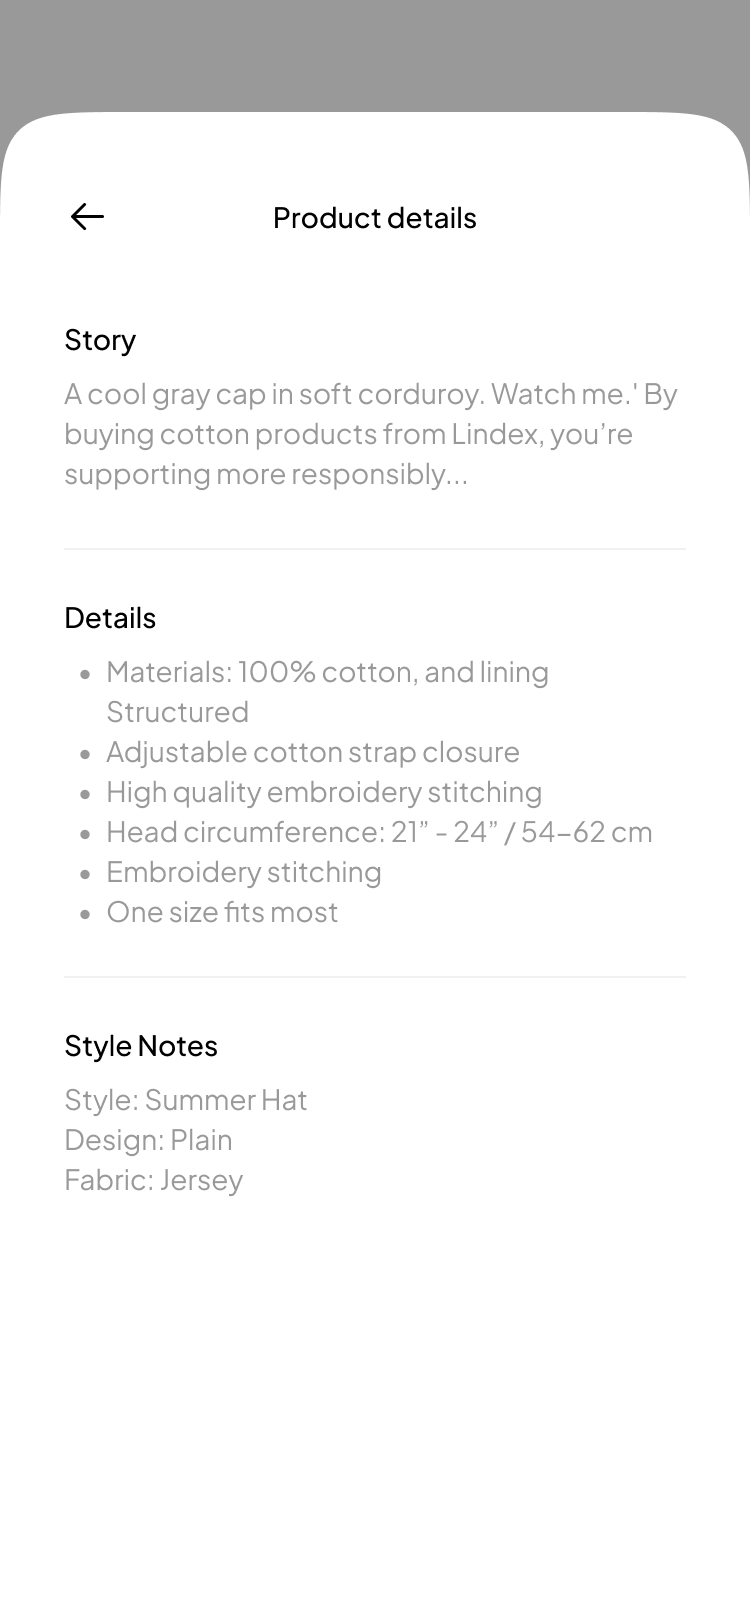 Product details
Story
A cool gray cap in soft corduroy. Watch me.' By
buying cotton products from Lindex, you’re
supporting more responsibly...
Details
• Materials: 100% cotton, and lining
Structured
• Adjustable cotton strap closure
• High quality embroidery stitching
• Head circumference: 21” - 24” / 54–62 cm
• Embroidery stitching
• One size fits most
Style Notes
Style: Summer Hat
Design: Plain
Fabric: Jersey